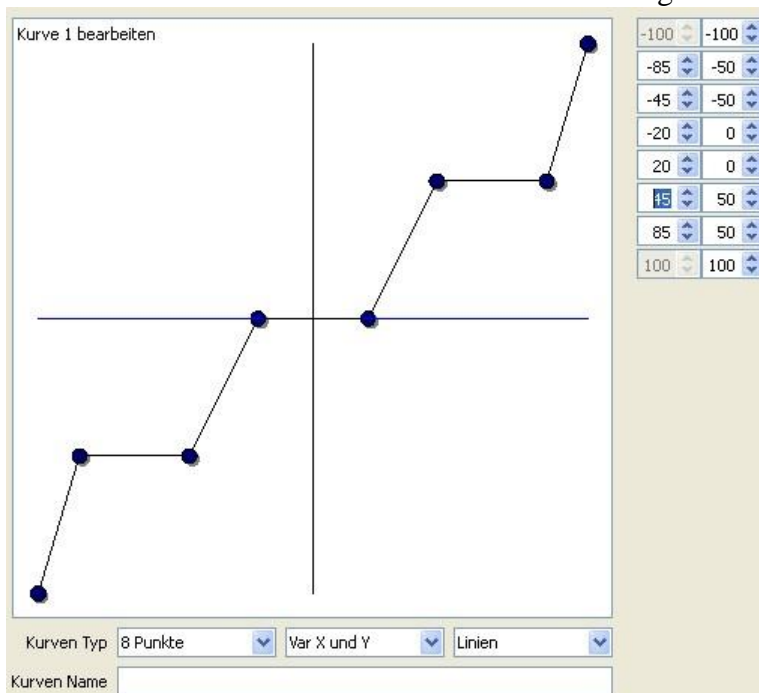 Kurve 1 bearbeiten
-100 -100
-85 -50
-45 -50
-20 0
20 0
45 50
85 50
100 100
Kurven Typ 8 Punkte Var X und Y Linien
Kurven Name